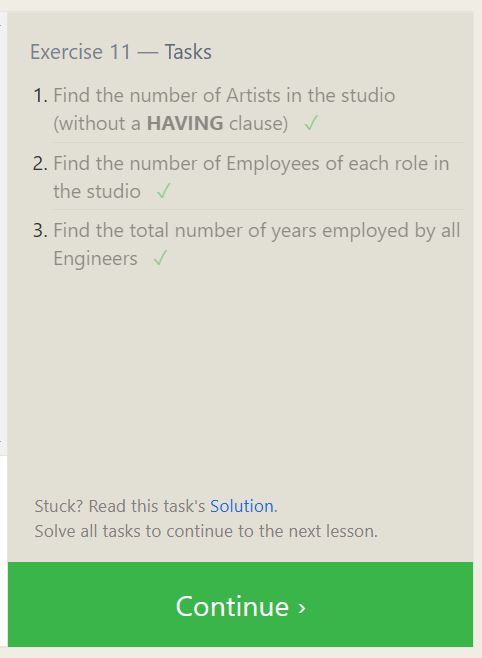 Exercise 11 — Tasks
1. Find the number of Artists in the studio
(without a HAVING clause) ✓
2. Find the number of Employees of each role in
the studio ✓
3. Find the total number of years employed by all
Engineers ✓
Stuck? Read this task's Solution.
Solve all tasks to continue to the next lesson.
Continue ›